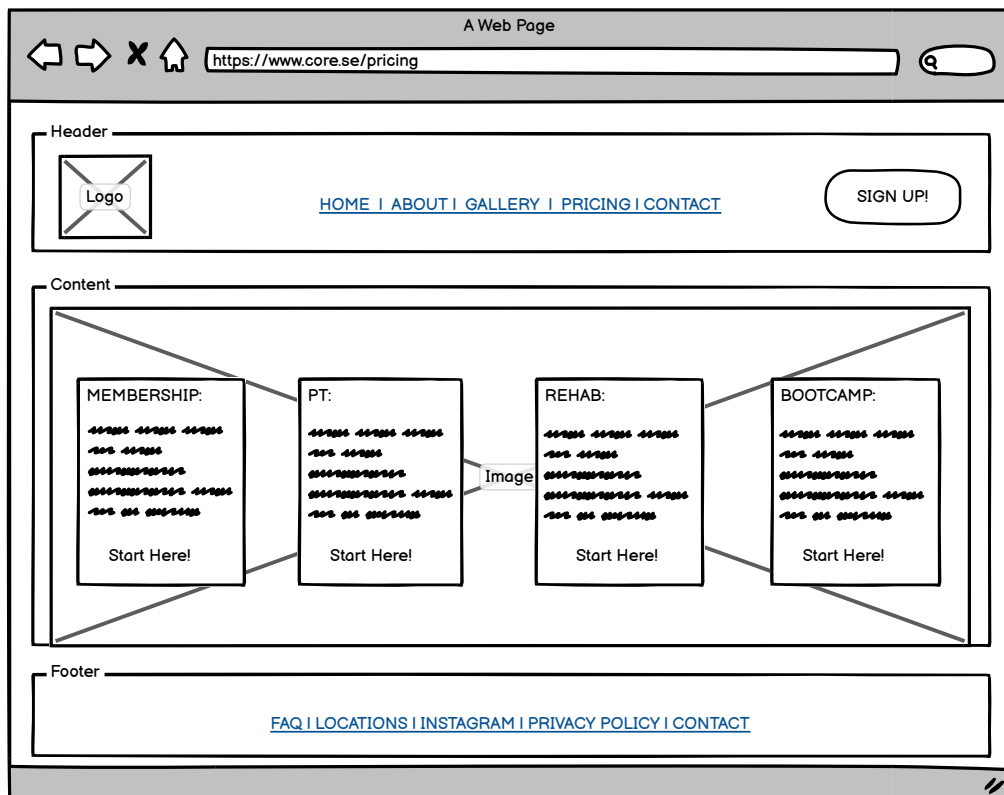 A Web Page
https://www.core.se/pricing
Header
Logo
HOME | ABOUT | GALLERY | PRICING | CONTACT
SIGN UP!
Content
MEMBERSHIP:
Start Here!
PT:
Start Here!
Image
REHAB:
Start Here!
BOOTCAMP:
Start Here!
Footer
FAQ | LOCATIONS | INSTAGRAM | PRIVACY POLICY | CONTACT